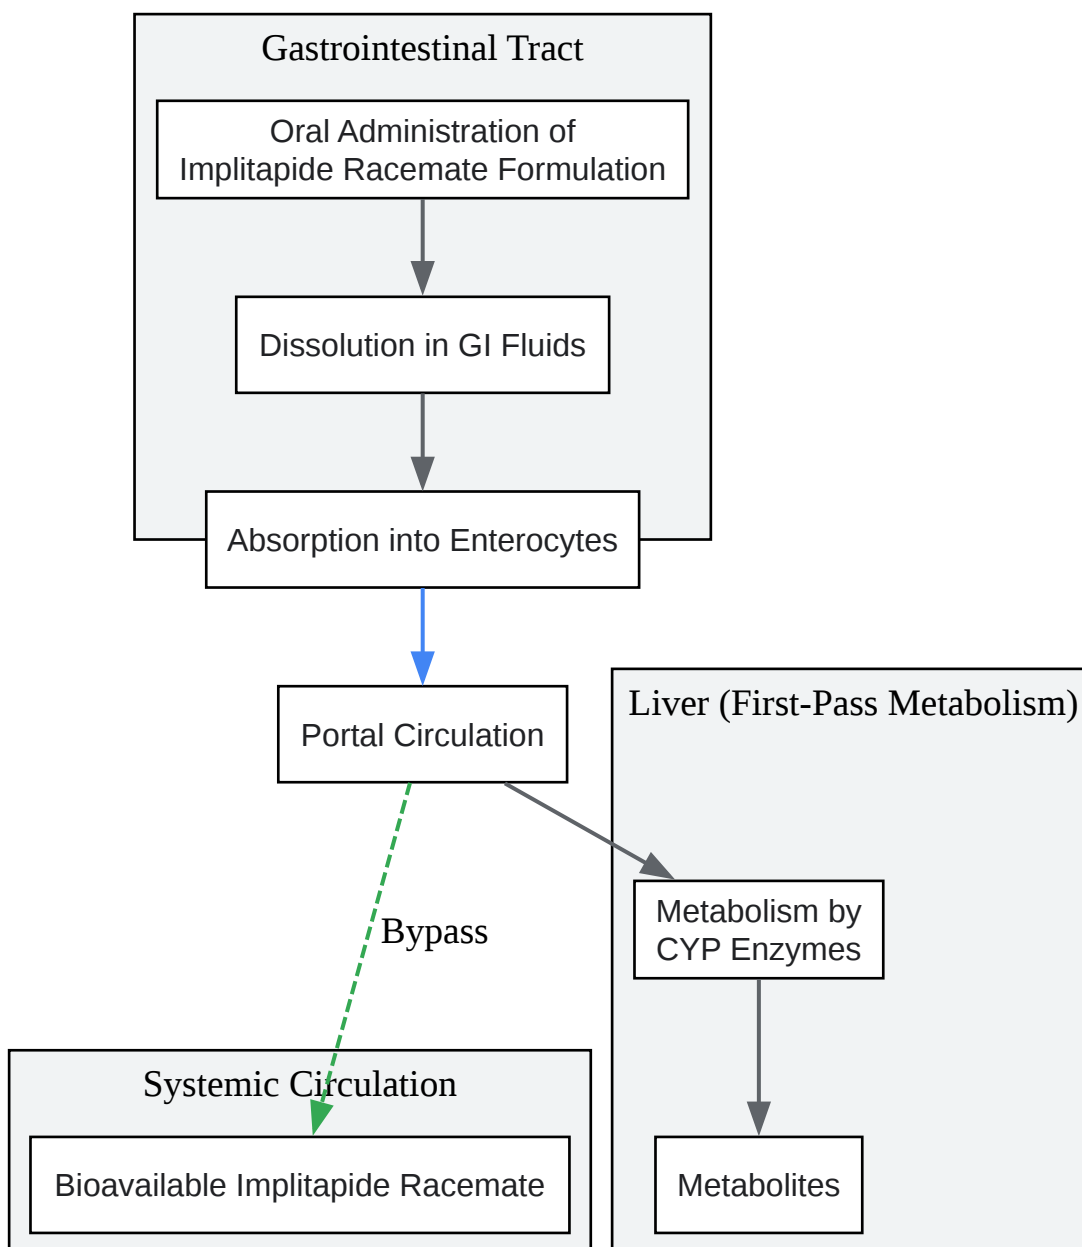 Gastrointestinal Tract
Oral Administration of
Implitapide Racemate Formulation
Dissolution in GI Fluids
Absorption into Enterocytes
Portal Circulation
Liver (First-Pass Metabolism)
Metabolism by
CYP Enzymes
Bypass
Systemic Circulation
Bioavailable Implitapide Racemate
Metabolites